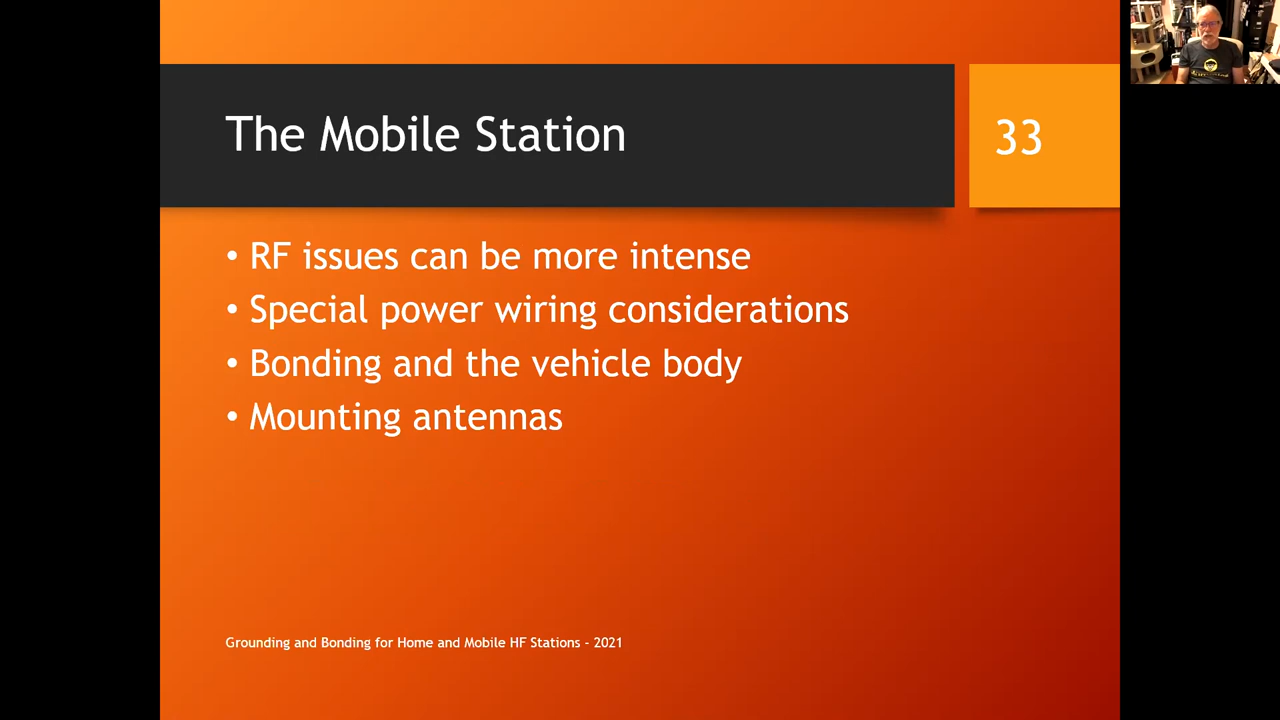 The Mobile Station
33
• RF issues can be more intense
• Special power wiring considerations
• Bonding and the vehicle body
• Mounting antennas
Grounding and Bonding for Home and Mobile HF Stations - 2021